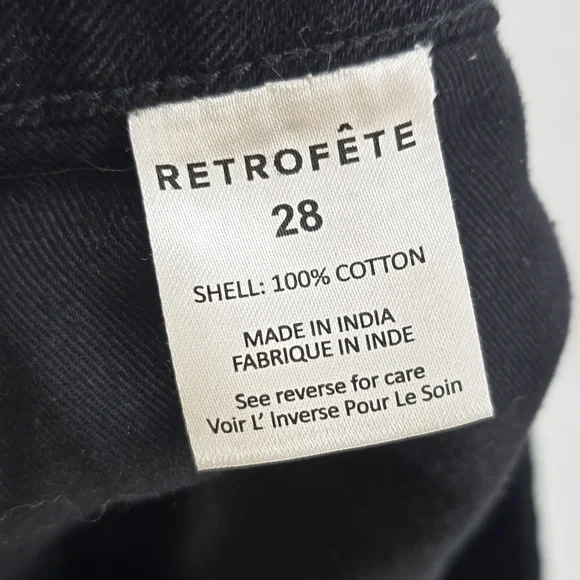 RETROFÊTE
28
SHELL: 100% COTTON
MADE IN INDIA
FABRIQUE IN INDE
See reverse for care
Voir L' Inverse Pour Le Soin